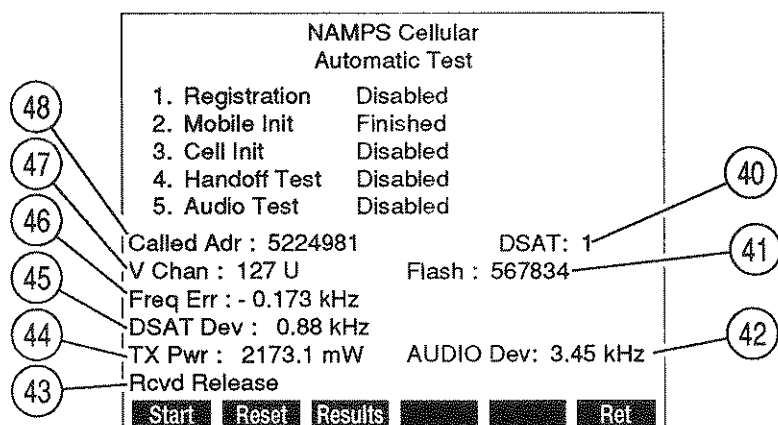 NAMPS Cellular
Automatic Test
1. Registration Disabled
2. Mobile Init Finished
3. Cell Init Disabled
4. Handoff Test Disabled
5. Audio Test Disabled
48
47
46
45
44
43
Called Adr : 5224981 DSAT: 1
V Chan : 127 U Flash : 567834
Freq Err : - 0.173 kHz
DSAT Dev : 0.88 kHz
TX Pwr : 2173.1 mW AUDIO Dev: 3.45 kHz
Rcvd Release
40
41
42
Start Reset Results Ret